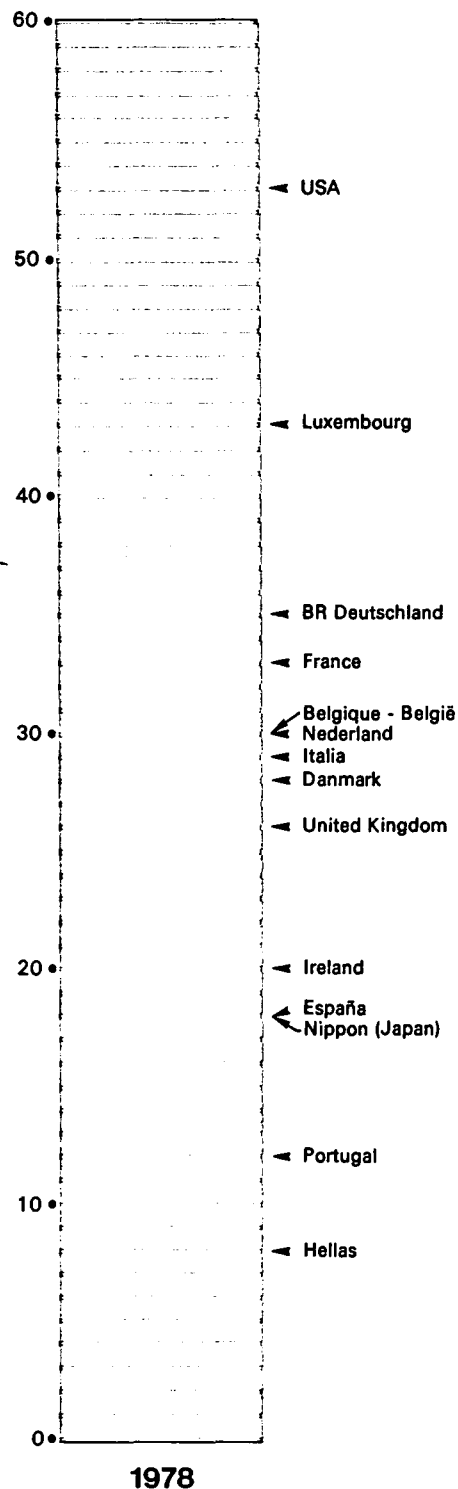 60
USA
50
Luxembourg
40
BR Deutschland
France
Belgique - België
30
Nederland
Italia
Danmark
United Kingdom
20
Ireland
España
Nippon (Japan)
Portugal
10
Hellas
0
1978